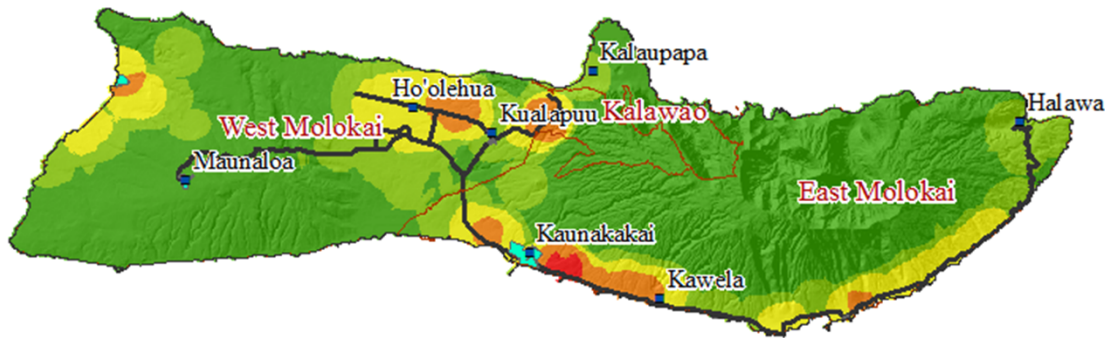 Kalaupapa
Ho'olehua
Kualapuu
Kalawao
Halawa
West Molokai
Maunaloa
East Molokai
Kaunakakai
Kawela